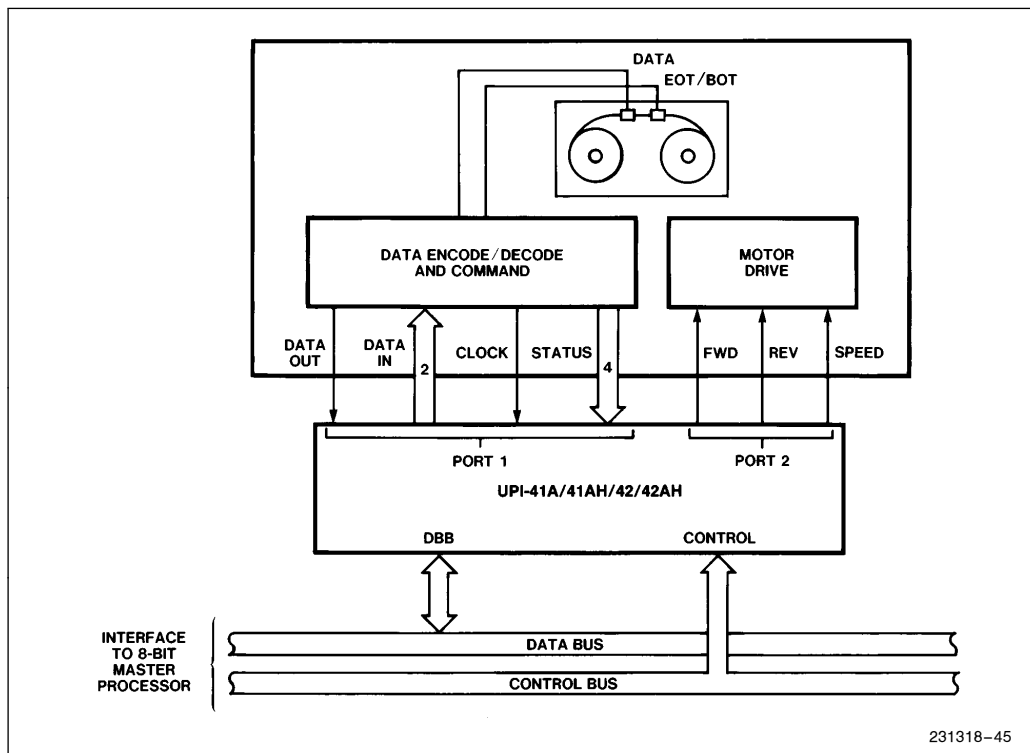 DATA
EOT/BOT
DATA ENCODE/DECODE
AND COMMAND
MOTOR
DRIVE
DATA
OUT
DATA
IN
2
CLOCK
STATUS
4
FWD
REV
SPEED
PORT 1
PORT 2
UPI-41A/41AH/42/42AH
DBB
CONTROL
INTERFACE
TO 8-BIT
MASTER
PROCESSOR
DATA BUS
CONTROL BUS
231318–45